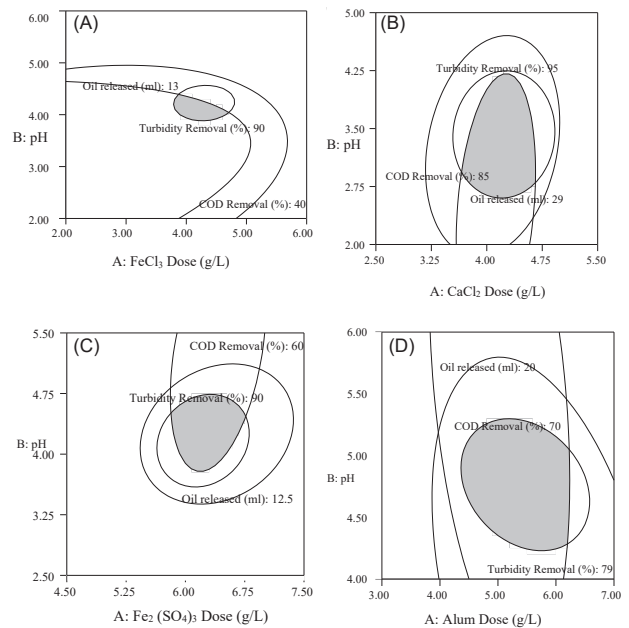 (A)
6.00
5.00
4.00
3.00
2.00
B: pH
Oil released (ml): 13
Turbidity Removal (%): 90
COD Removal (%): 40
2.00 3.00 4.00 5.00 6.00
A: FeCl₃ Dose (g/L)
(B)
5.00
4.25
3.50
2.75
2.00
B: pH
Turbidity Removal (%): 95
COD Removal (%): 85
Oil released (ml): 29
2.50 3.25 4.00 4.75 5.50
A: CaCl₂ Dose (g/L)
(C)
5.50
4.75
4.00
3.25
2.50
B: pH
COD Removal (%): 60
Turbidity Removal (%): 90
Oil released (ml): 12.5
4.50 5.25 6.00 6.75 7.50
A: Fe₂ (SO₄)₃ Dose (g/L)
(D)
6.00
5.50
5.00
4.50
4.00
B: pH
Oil released (ml): 20
COD Removal (%): 70
Turbidity Removal (%): 79
3.00 4.00 5.00 6.00 7.00
A: Alum Dose (g/L)